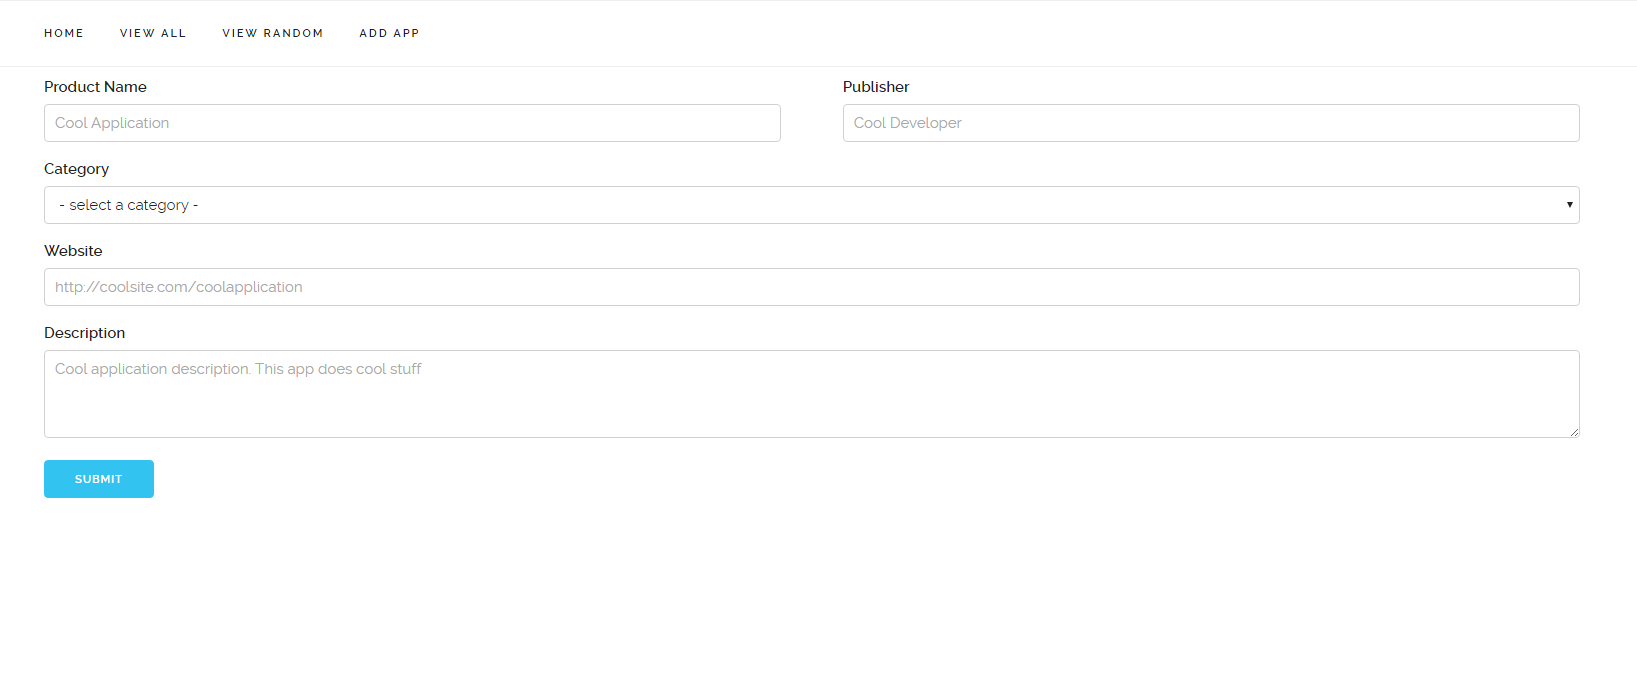 HOME VIEW ALL VIEW RANDOM ADD APP
Product Name Publisher
Cool Application Cool Developer
Category
- select a category -
Website
http://coolsite.com/coolapplication
Description
Cool application description. This app does cool stuff
SUBMIT